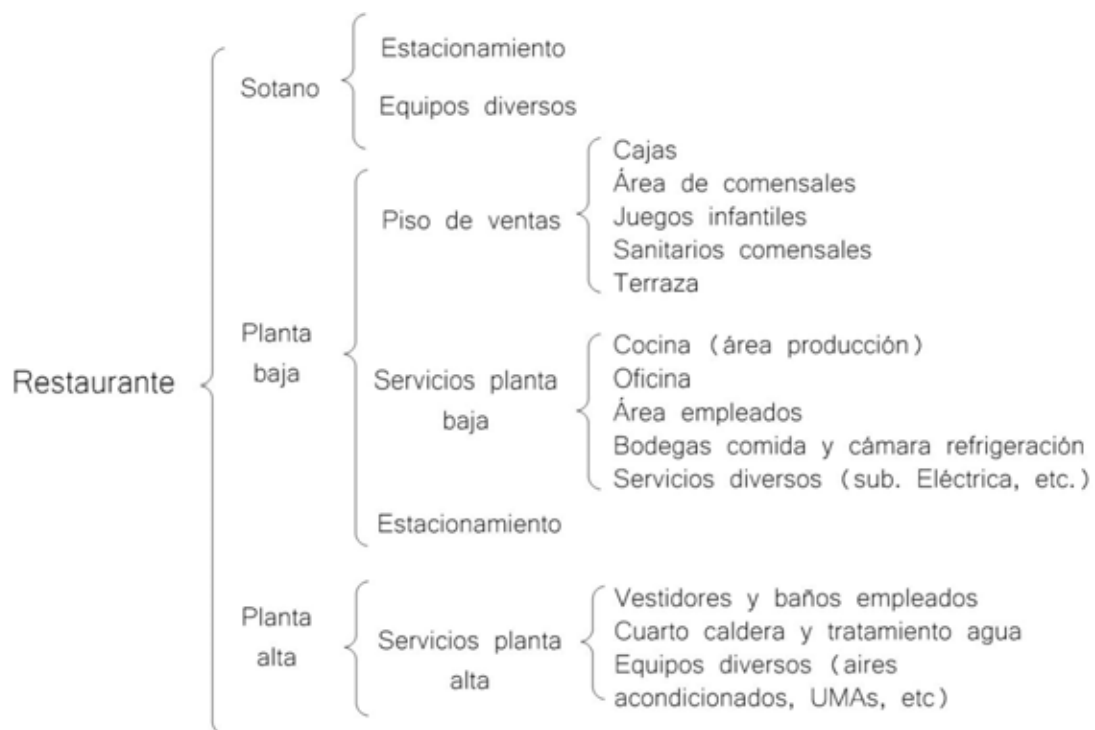 Restaurante
Sotano
Estacionamiento
Equipos diversos
Planta
baja
Piso de ventas
Cajas
Área de comensales
Juegos infantiles
Sanitarios comensales
Terraza
Servicios planta
baja
Cocina (área producción)
Oficina
Área empleados
Bodegas comida y cámara refrigeración
Servicios diversos (sub. Eléctrica, etc.)
Estacionamiento
Planta
alta
Servicios planta
alta
Vestidores y baños empleados
Cuarto caldera y tratamiento agua
Equipos diversos (aires
acondicionados, UMAs, etc)